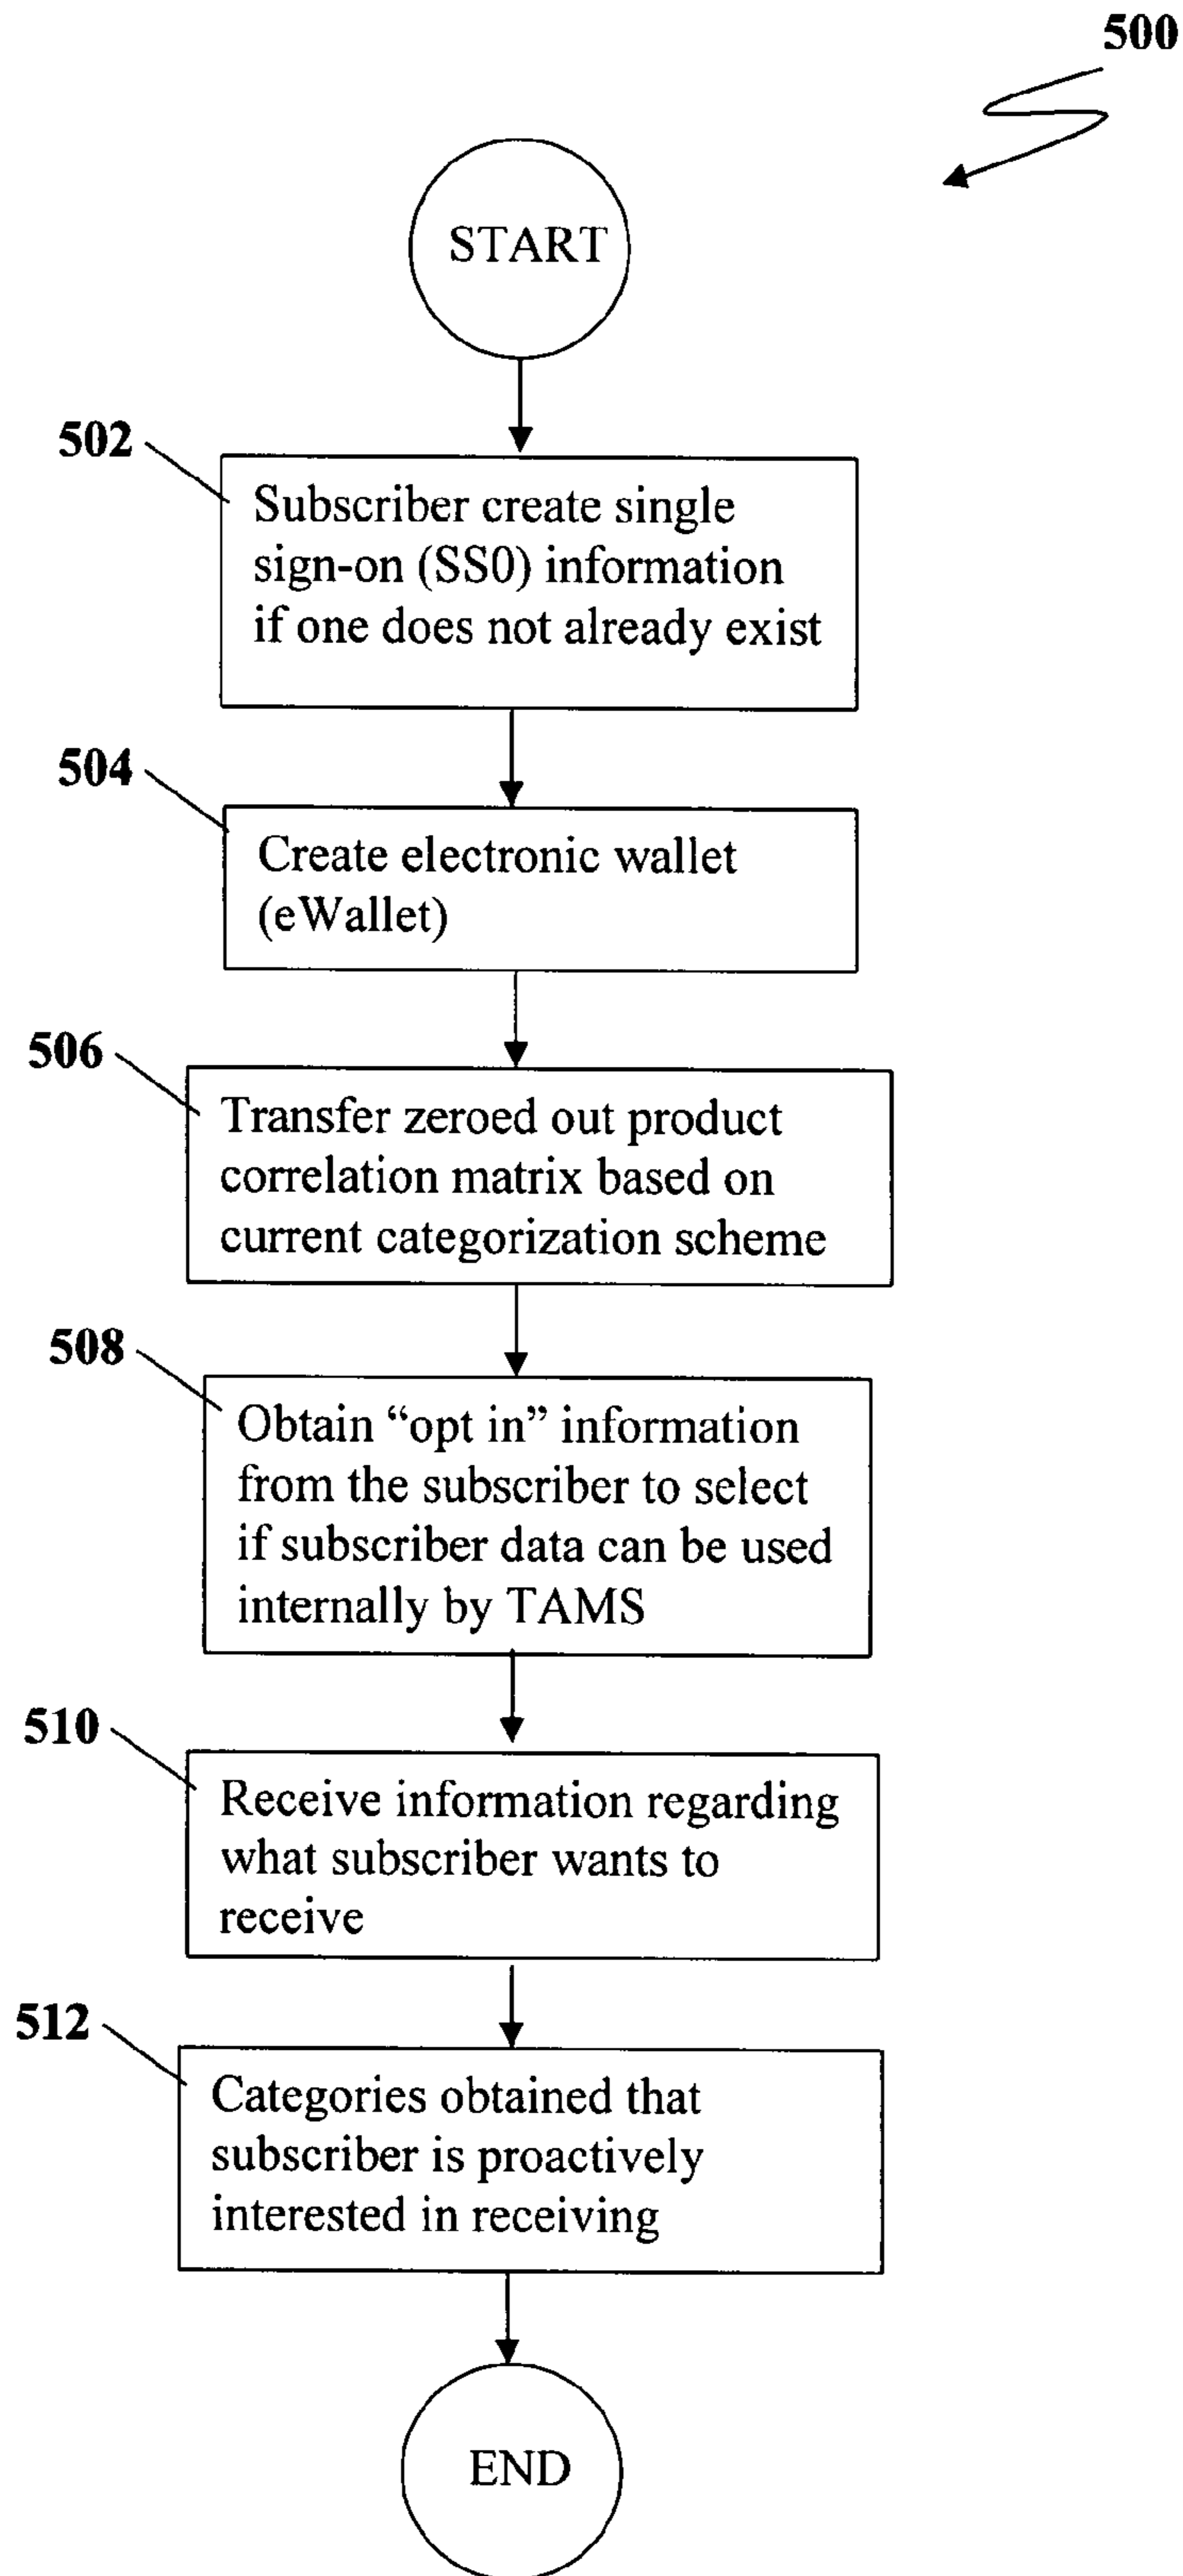 500
START
502
Subscriber create single
sign-on (SS0) information
if one does not already exist
504
Create electronic wallet
(eWallet)
506
Transfer zeroed out product
correlation matrix based on
current categorization scheme
508
Obtain “opt in” information
from the subscriber to select
if subscriber data can be used
internally by TAMS
510
Receive information regarding
what subscriber wants to
receive
512
Categories obtained that
subscriber is proactively
interested in receiving
END